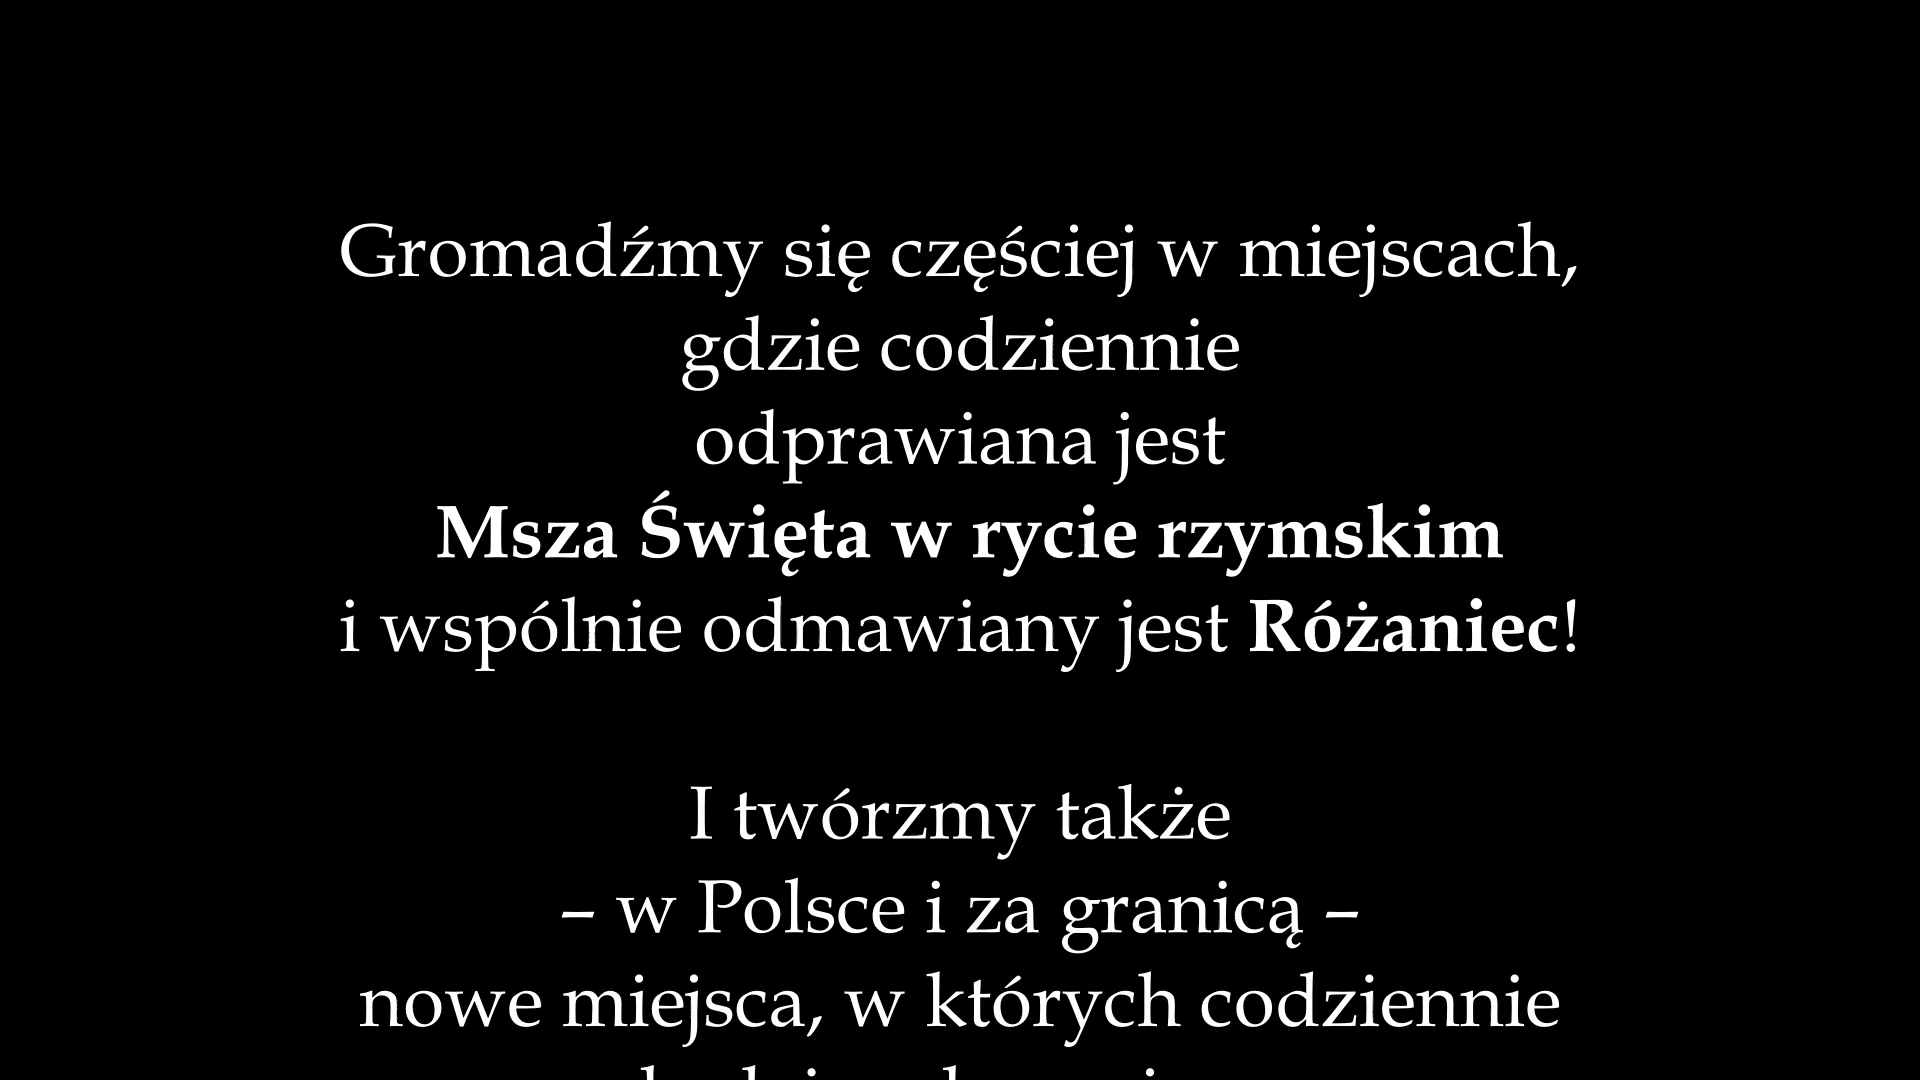 Gromadźmy się częściej w miejscach,
gdzie codziennie
odprawiana jest
Msza Święta w rycie rzymskim
i wspólnie odmawiany jest Różaniec!
I twórzmy także
– w Polsce i za granicą –
nowe miejsca, w których codziennie